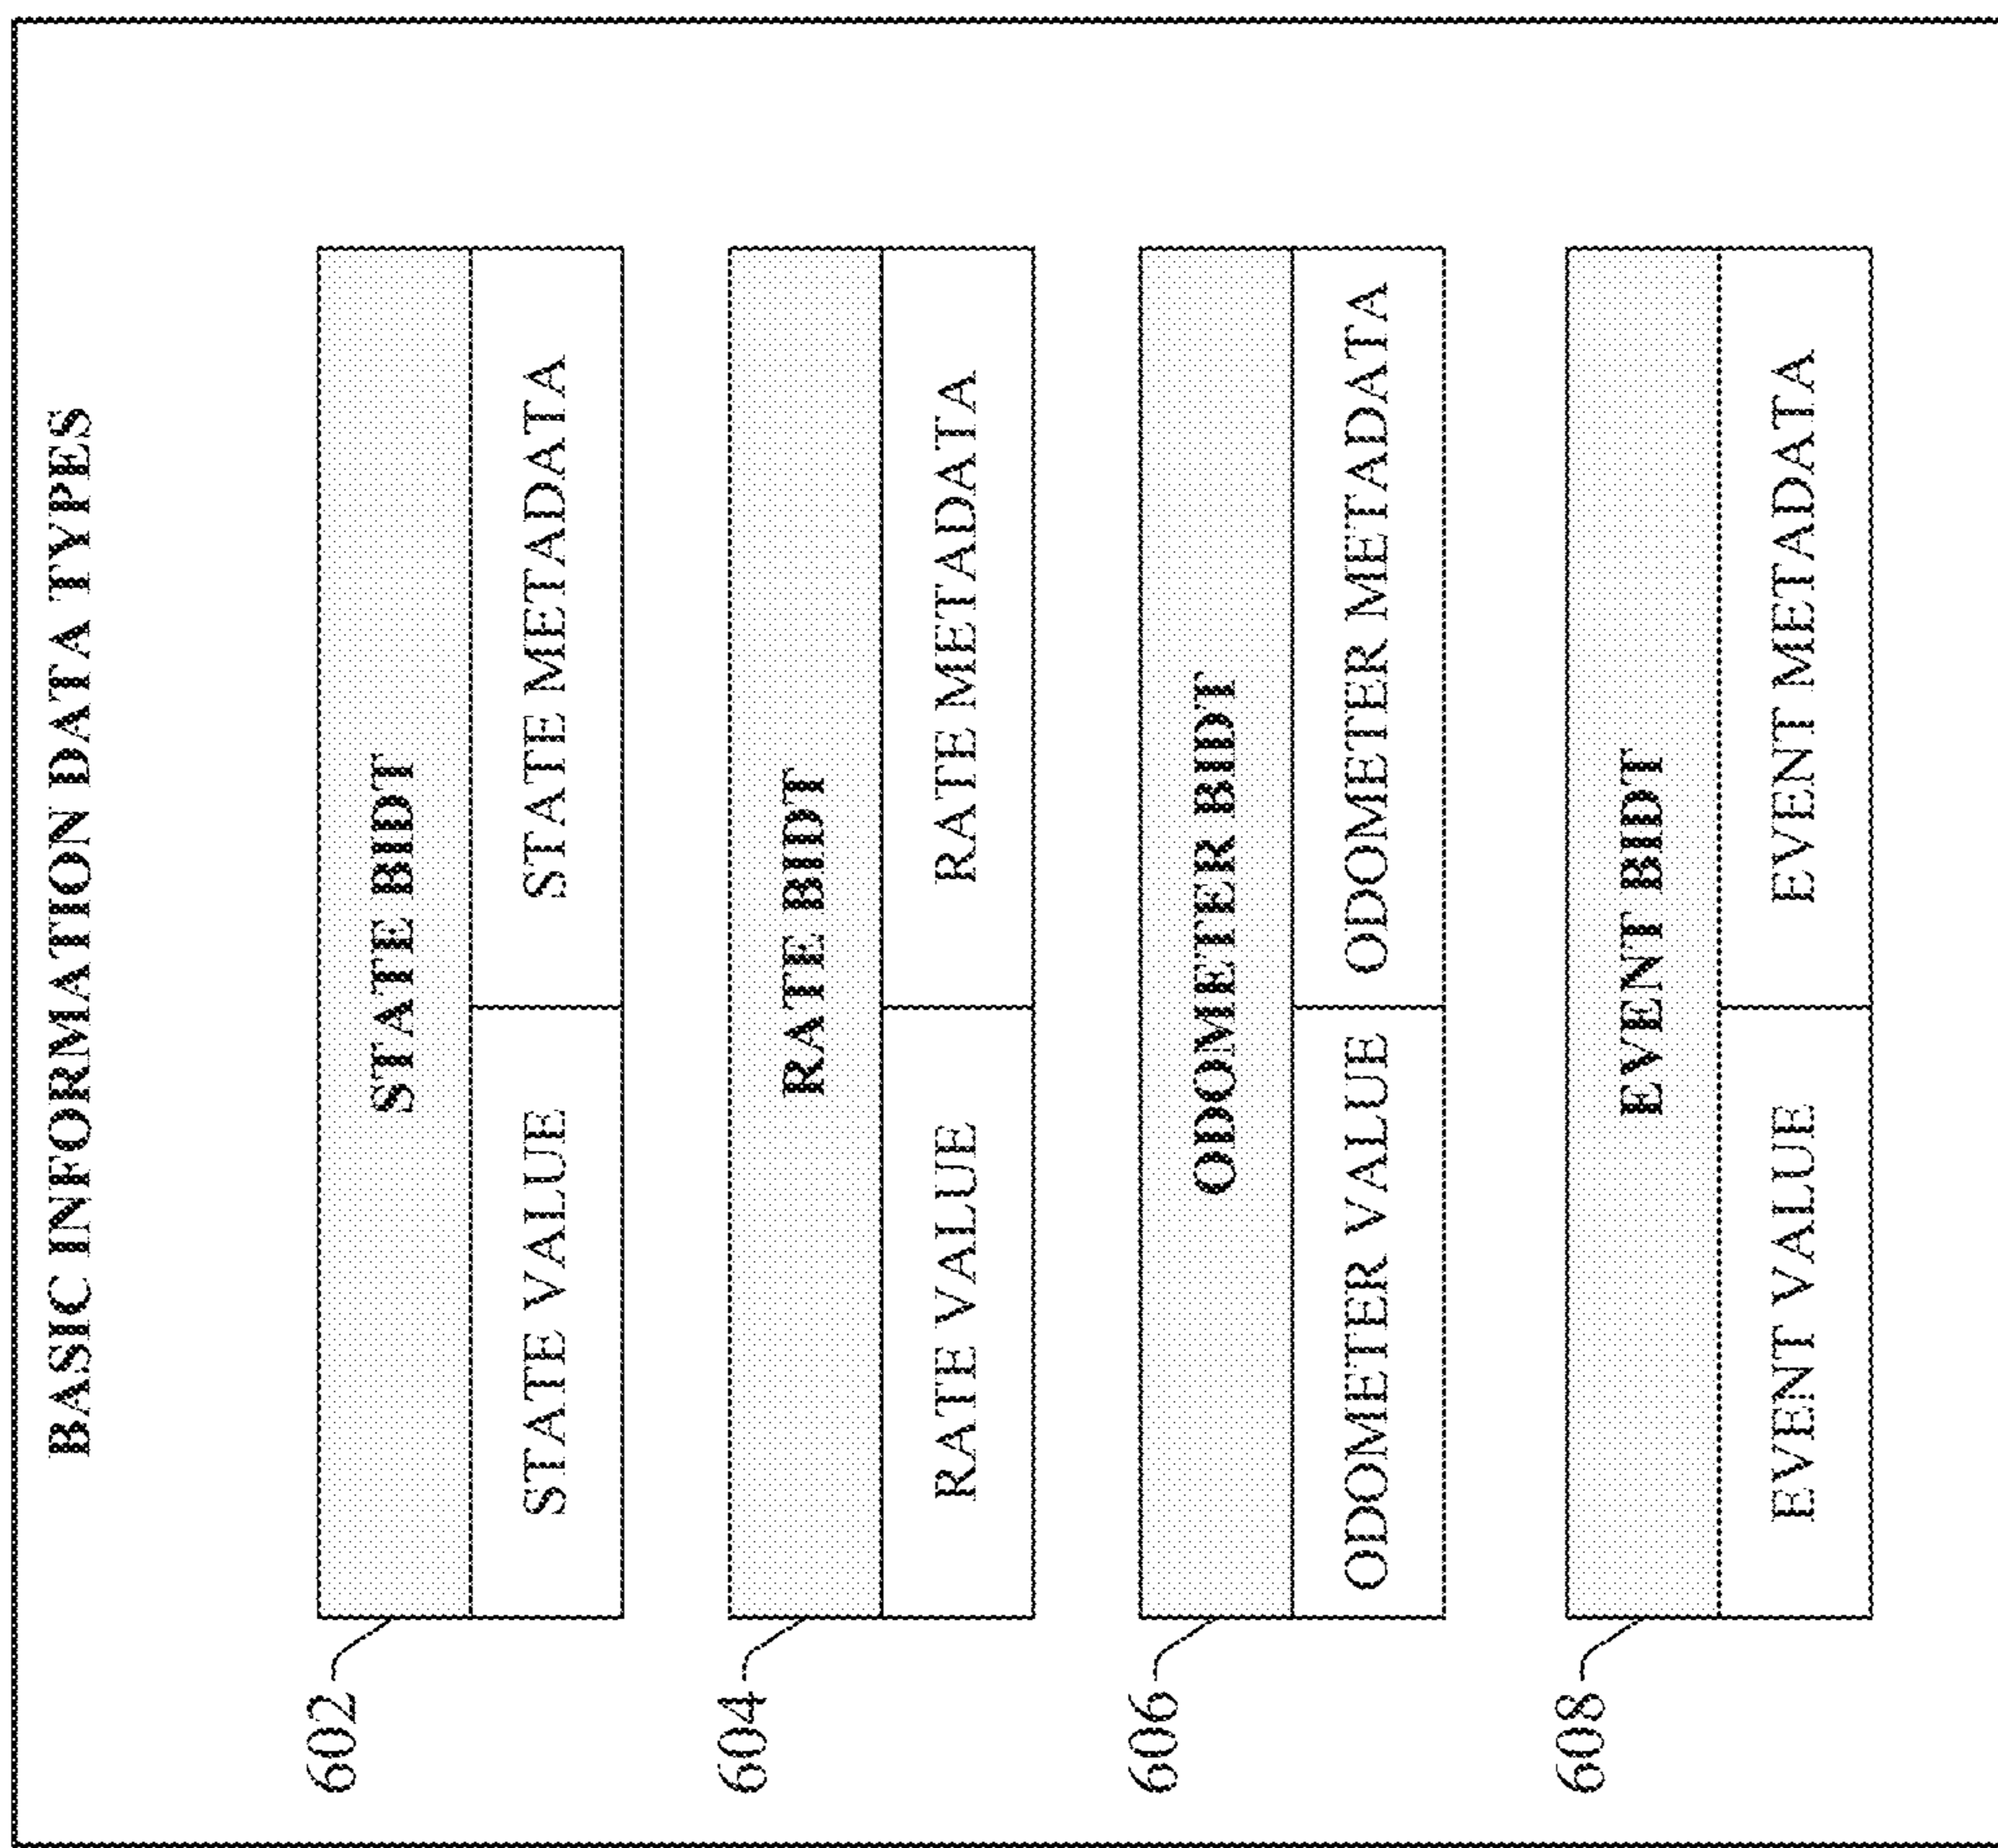 BASIC INFORMATION DATA TYPES
602
STATE BIDT
STATE VALUE
STATE METADATA
604
RATE BIDT
RATE VALUE
RATE METADATA
606
ODOMETER BIDT
ODOMETER VALUE
ODOMETER METADATA
608
EVENT BIDT
EVENT VALUE
EVENT METADATA